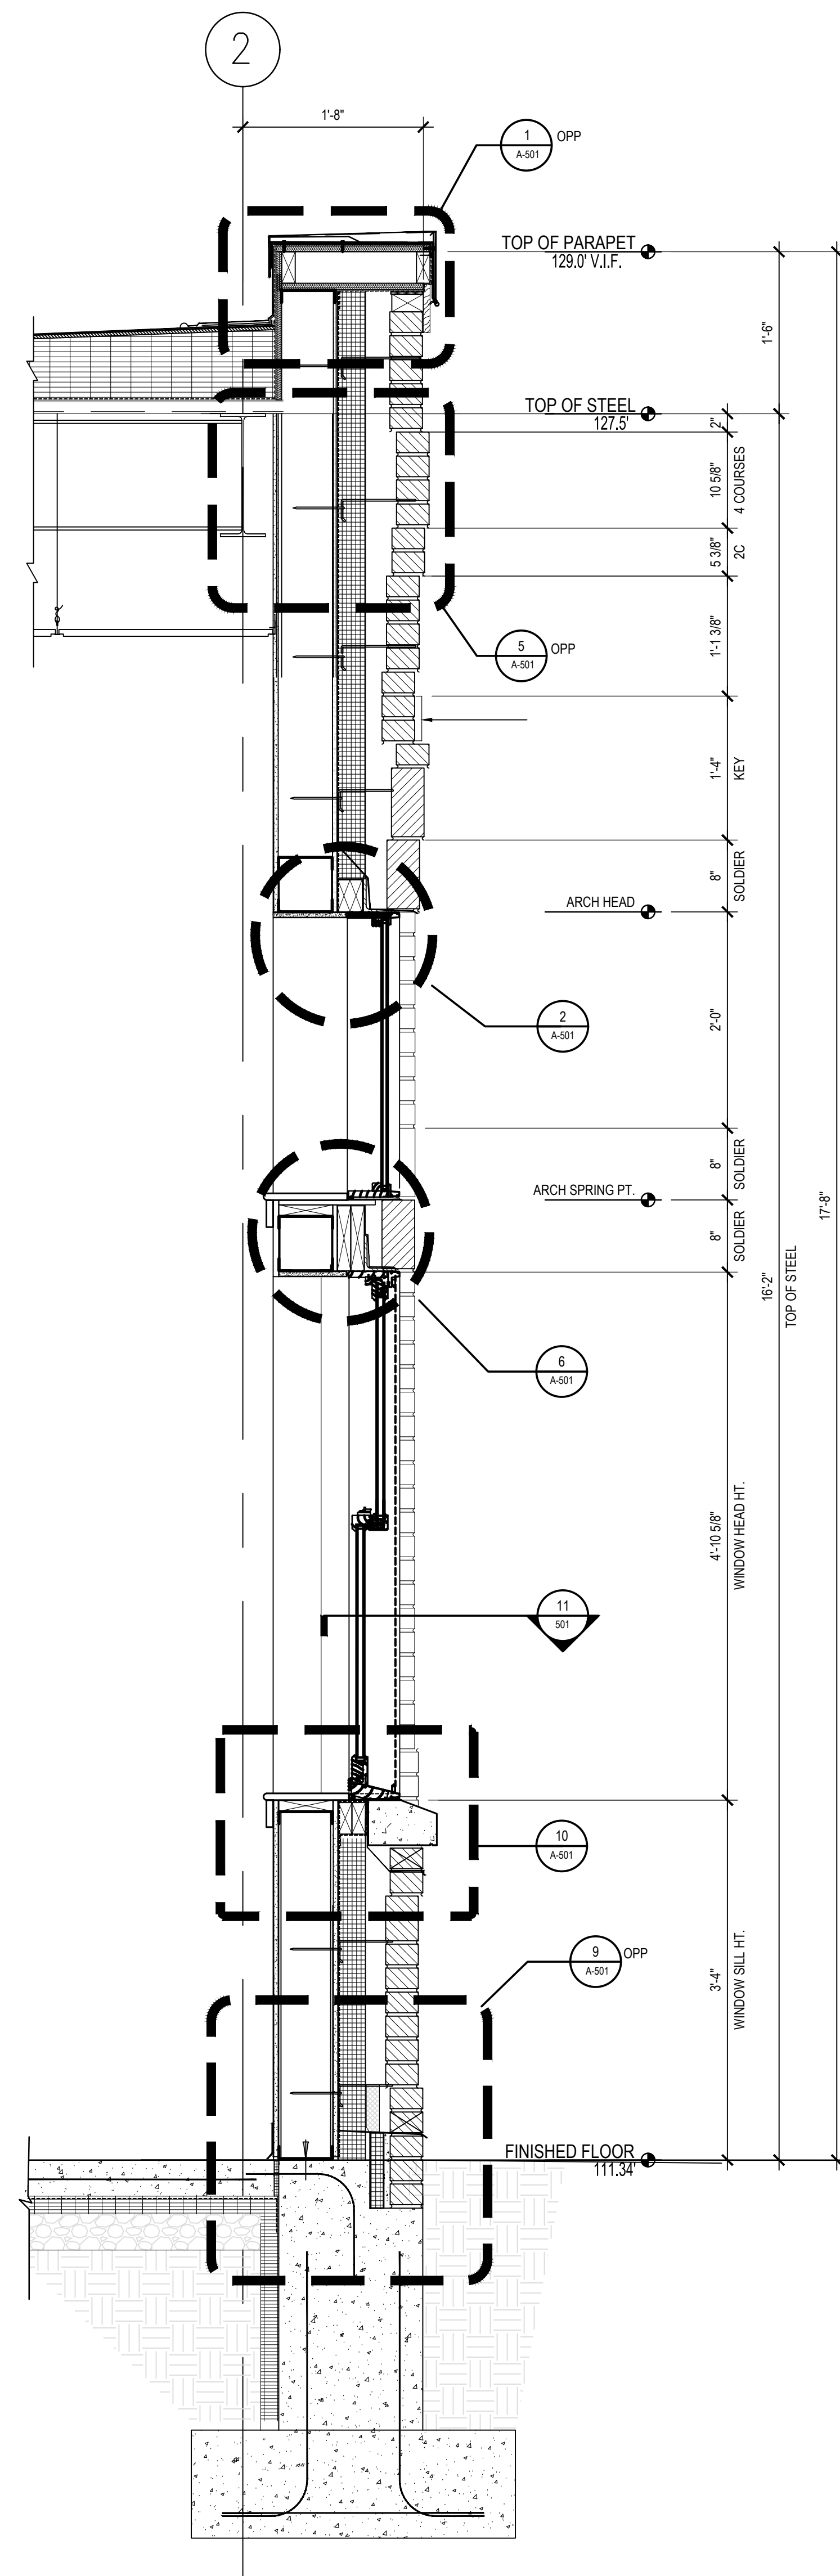 2
1'-8"
1
A-501
OPP
TOP OF PARAPET
129.0' V.I.F.
1'-6"
TOP OF STEEL
127.5'
2"
10 5/8"
4 COURSES
5 3/8"
2C
5
A-501
OPP
1'-1 3/8"
1'-4"
KEY
8"
SOLDIER
ARCH HEAD
2
A-501
2'-0"
8"
SOLDIER
ARCH SPRING PT.
8"
SOLDIER
17'-8"
16'-2"
TOP OF STEEL
6
A-501
4'-10 5/8"
WINDOW HEAD HT.
11
501
10
A-501
9
A-501
OPP
3'-4"
WINDOW SILL HT.
FINISHED FLOOR
111.34'